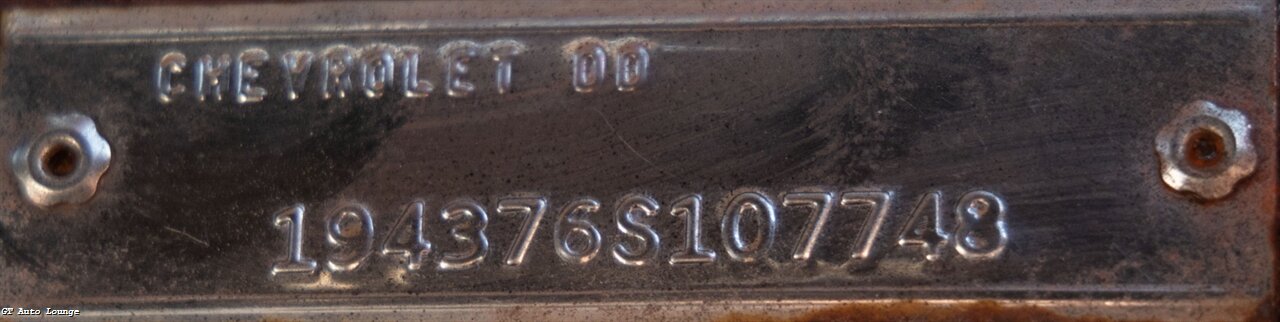 CHEVROLET DD
194376S107748
GT Auto Lounge